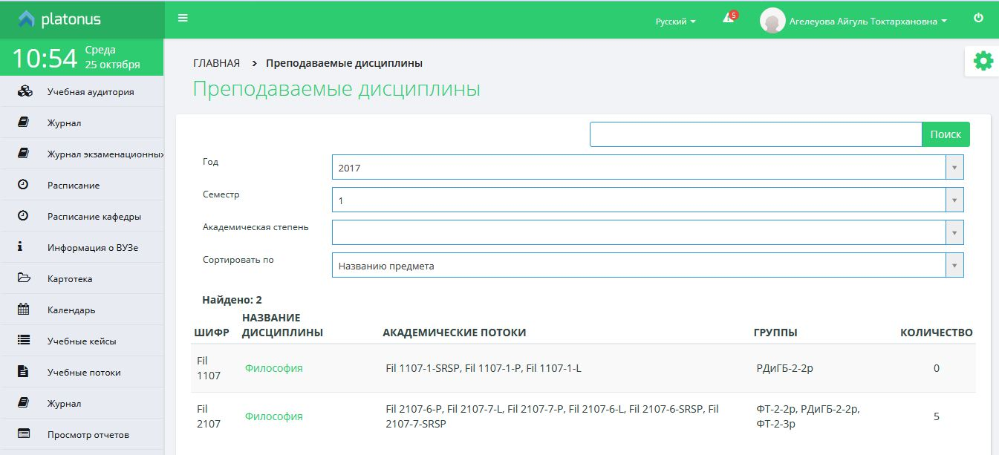 platonus
Русский
5
Агелеуова Айгуль Токтархановна
10:54
Среда
25 октября
Учебная аудитория
Журнал
Журнал экзаменационных
Расписание
Расписание кафедры
Информация о ВУЗе
Картотека
Календарь
Учебные кейсы
Учебные потоки
Журнал
Просмотр отчетов
ГЛАВНАЯ > Преподаваемые дисциплины
Преподаваемые дисциплины
Поиск
Год 2017
Семестр 1
Академическая степень
Сортировать по Названию предмета
Найдено: 2
ШИФР НАЗВАНИЕ ДИСЦИПЛИНЫ АКАДЕМИЧЕСКИЕ ПОТОКИ ГРУППЫ КОЛИЧЕСТВО
Fil 1107 Философия Fil 1107-1-SRSP, Fil 1107-1-P, Fil 1107-1-L РДиГБ-2-2р 0
Fil 2107 Философия Fil 2107-6-P, Fil 2107-7-L, Fil 2107-7-P, Fil 2107-6-L, Fil 2107-6-SRSP, Fil 2107-7-SRSP ФТ-2-2р, РДиГБ-2-2р, ФТ-2-3р 5